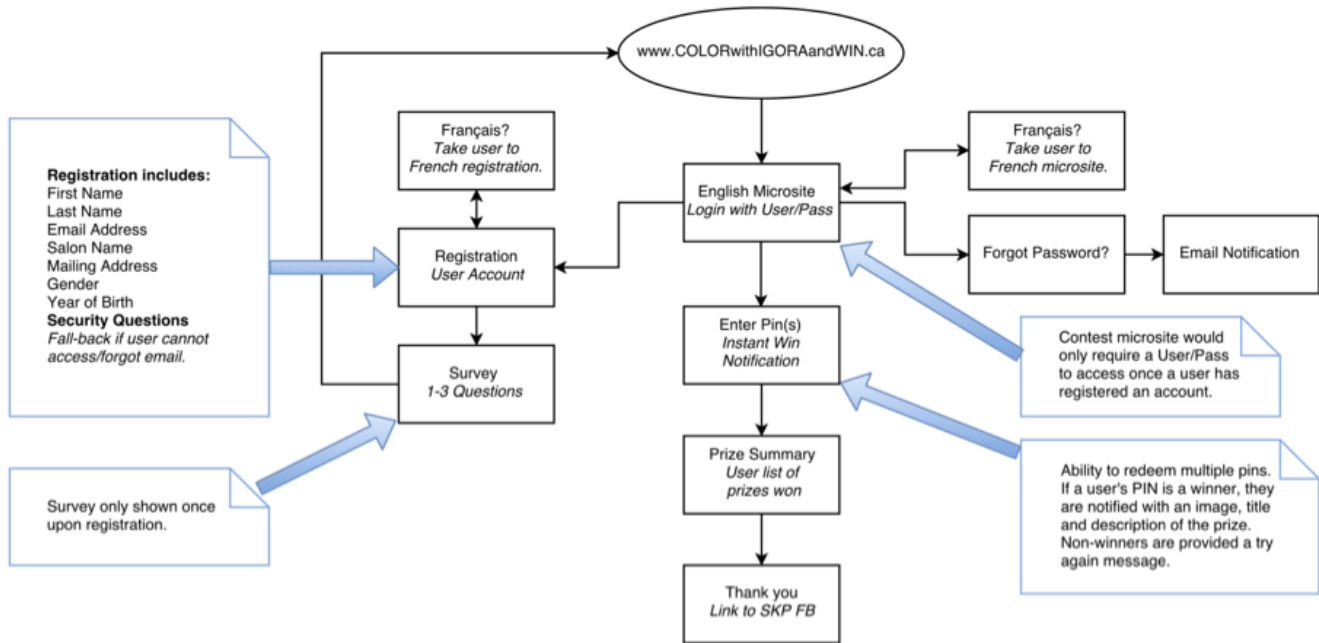 www.COLORwithIGORAandWIN.ca
Français?
Take user to
French registration.
Français?
Take user to
French microsite.
Registration includes:
First Name
Last Name
Email Address
Salon Name
Mailing Address
Gender
Year of Birth
Security Questions
Fall-back if user cannot
access/forgot email.
English Microsite
Login with User/Pass
Registration
User Account
Forgot Password?
Email Notification
Enter Pin(s)
Instant Win
Notification
Contest microsite would
only require a User/Pass
to access once a user has
registered an account.
Survey
1-3 Questions
Prize Summary
User list of
prizes won
Survey only shown once
upon registration.
Ability to redeem multiple pins.
If a user's PIN is a winner, they
are notified with an image, title
and description of the prize.
Non-winners are provided a try
again message.
Thank you
Link to SKP FB